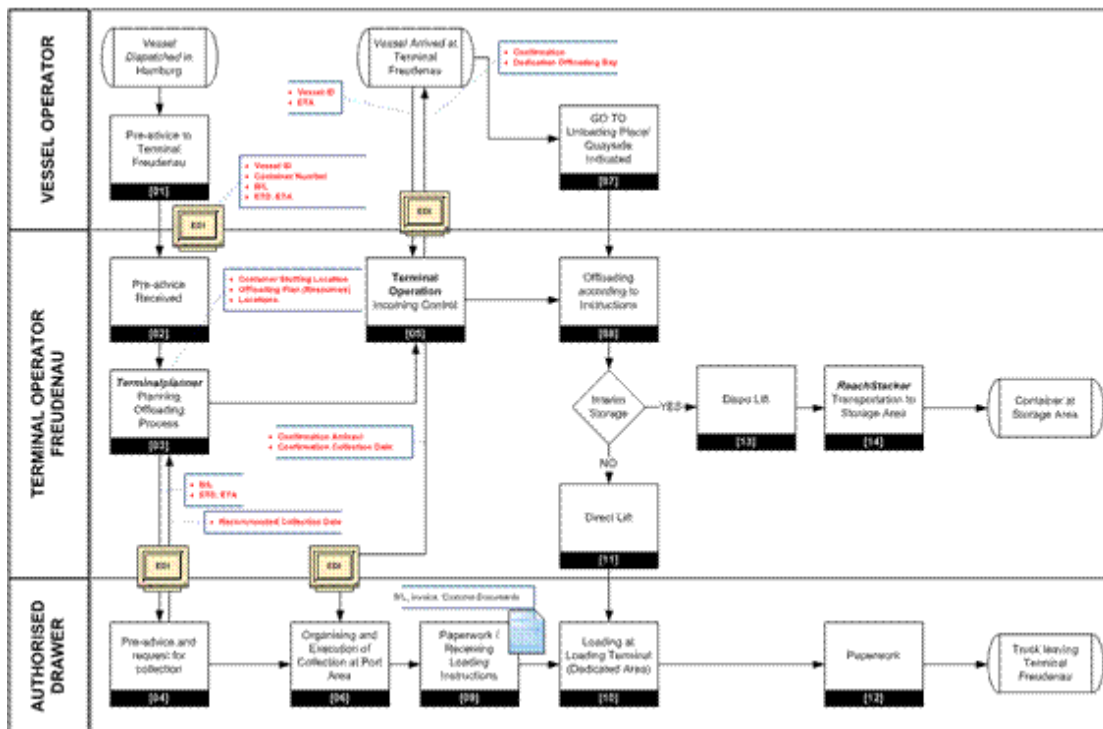 VESSEL OPERATOR
Vessel
Dispatched in
Hamburg
Pre-advice to
Terminal
Freudenau
[01]
EDI
Vessel ID
Container Number
B/L
ETD, ETA
Vessel ID
ETA
Vessel Arrived at
Terminal
Freudenau
Confirmation
Dedication Offloading Bay
EDI
GO TO
Unloading Place/
Quayside
Indicated
[07]
TERMINAL OPERATOR
FREUDENAU
Pre-advice
Received
[02]
Container Stuffing Location
Offloading Plan (Resources)
Locations
Terminalplanner
Planning
Offloading
Process
[03]
Terminal
Operation
Incoming Control
[05]
Confirmation Arrival
Confirmation Collection Date
B/L
ETD, ETA
Recommended Collection Date
EDI
EDI
Offloading
according to
Instructions
[08]
Interim
Storage
YES
NO
Dispo Lift
[13]
ReachStacker
Transportation to
Storage Area
[14]
Container at
Storage Area
Direct Lift
[11]
AUTHORISED
DRAWER
Pre-advice and
request for
collection
[04]
Organising and
Execution of
Collection at Port
Area
[06]
B/L, Invoice, Customs Documents
Paperwork /
Receiving
Loading
Instructions
[09]
Loading at
Loading Terminal
(Dedicated Area)
[10]
Paperwork
[12]
Truck leaving
Terminal
Freudenau